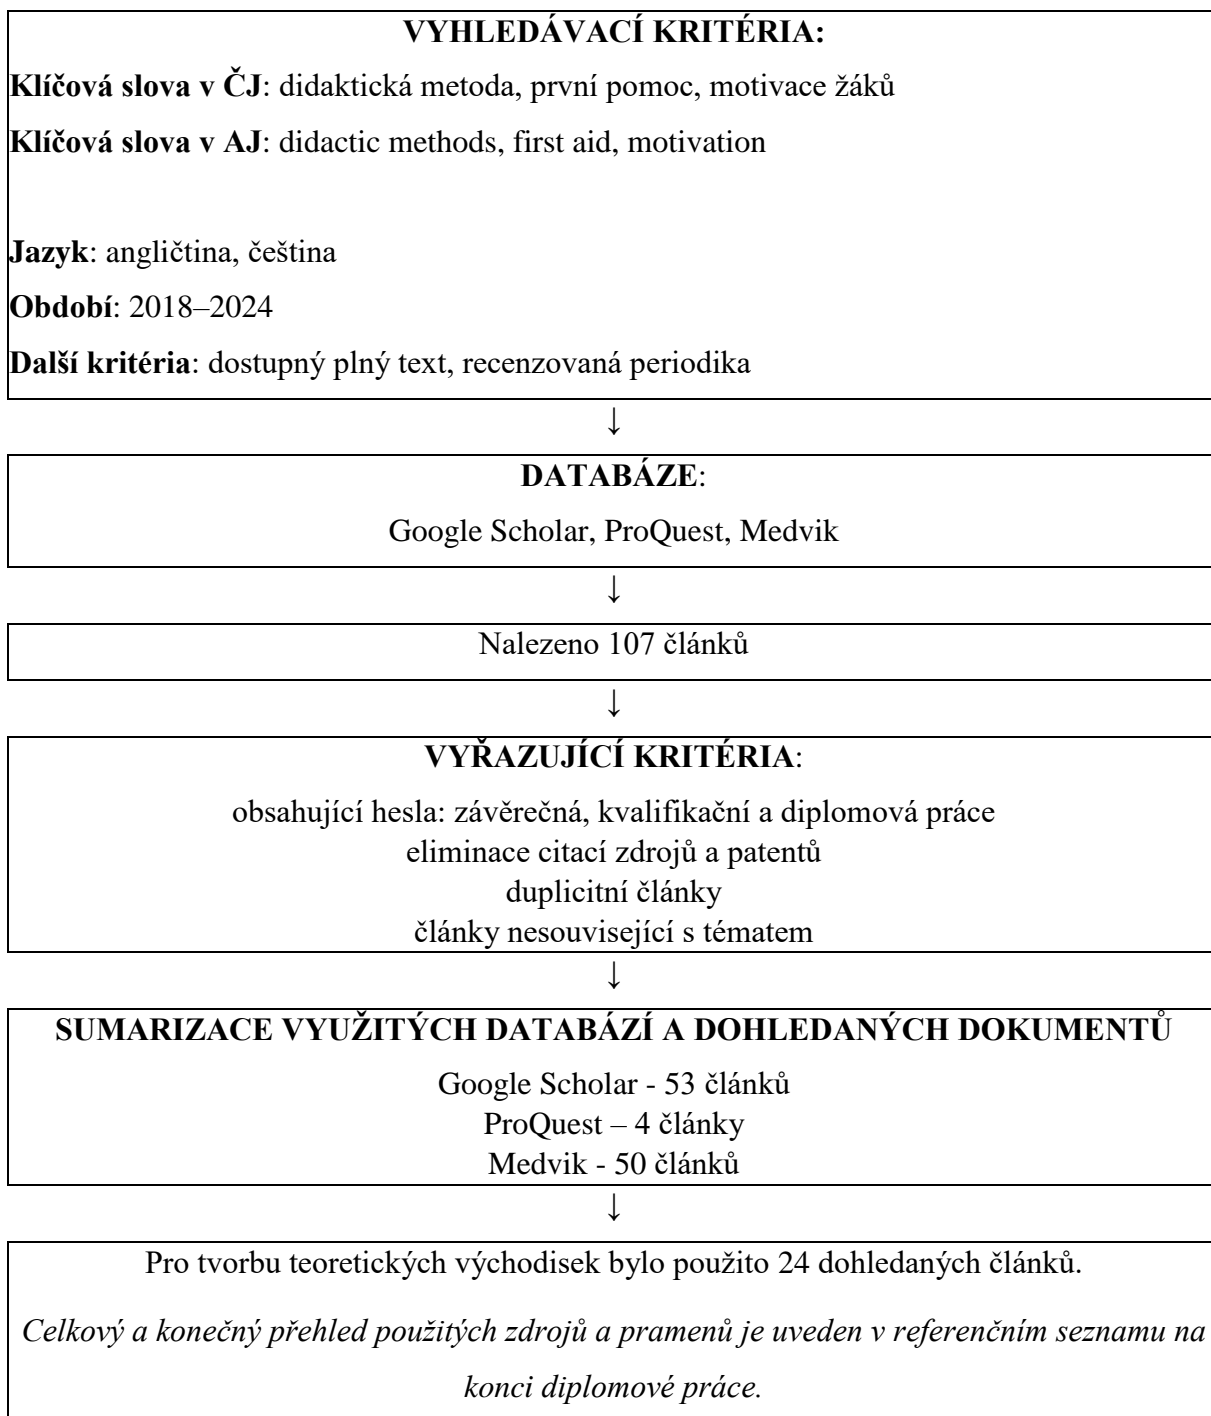 VYHLEDÁVACÍ KRITÉRIA:
Klíčová slova v ČJ: didaktická metoda, první pomoc, motivace žáků
Klíčová slova v AJ: didactic methods, first aid, motivation
Jazyk: angličtina, čeština
Období: 2018–2024
Další kritéria: dostupný plný text, recenzovaná periodika
↓
DATABÁZE:
Google Scholar, ProQuest, Medvik
↓
Nalezeno 107 článků
↓
VYŘAZUJÍCÍ KRITÉRIA:
obsahující hesla: závěrečná, kvalifikační a diplomová práce
eliminace citací zdrojů a patentů
duplicitní články
články nesouvisející s tématem
↓
SUMARIZACE VYUŽITÝCH DATABÁZÍ A DOHLEDANÝCH DOKUMENTŮ
Google Scholar - 53 článků
ProQuest – 4 články
Medvik - 50 článků
↓
Pro tvorbu teoretických východisek bylo použito 24 dohledaných článků.
Celkový a konečný přehled použitých zdrojů a pramenů je uveden v referenčním seznamu na
konci diplomové práce.